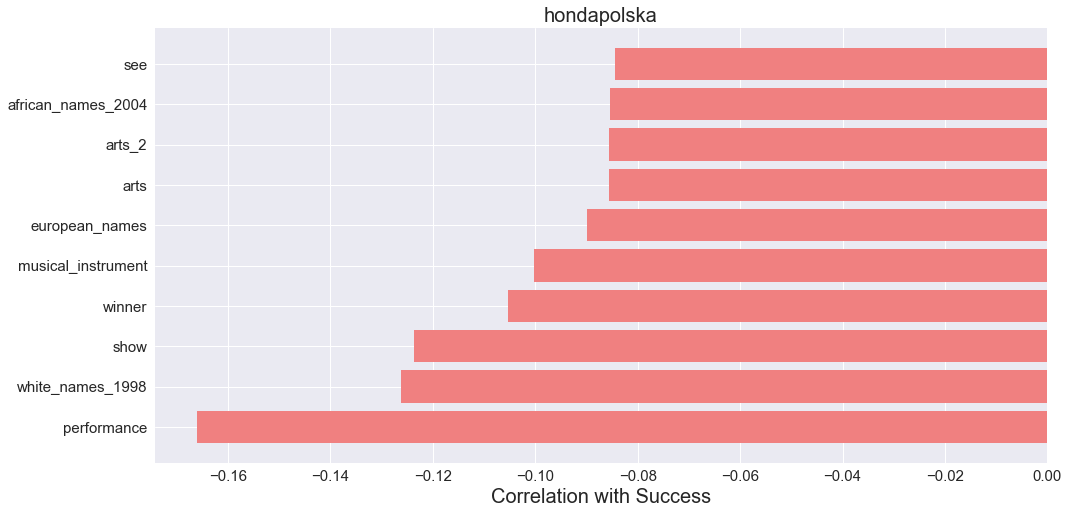 hondapolska
see
african_names_2004
arts_2
arts
european_names
musical_instrument
winner
show
white_names_1998
performance
−0.16 −0.14 −0.12 −0.10 −0.08 −0.06 −0.04 −0.02 0.00
Correlation with Success